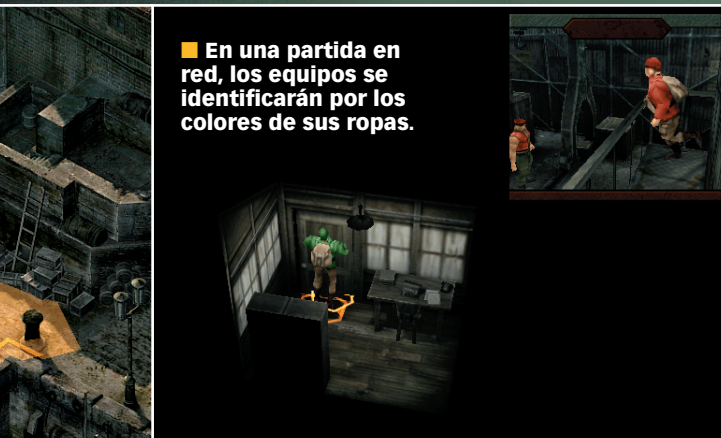 ■ En una partida en
red, los equipos se
identificarán por los
colores de sus ropas.